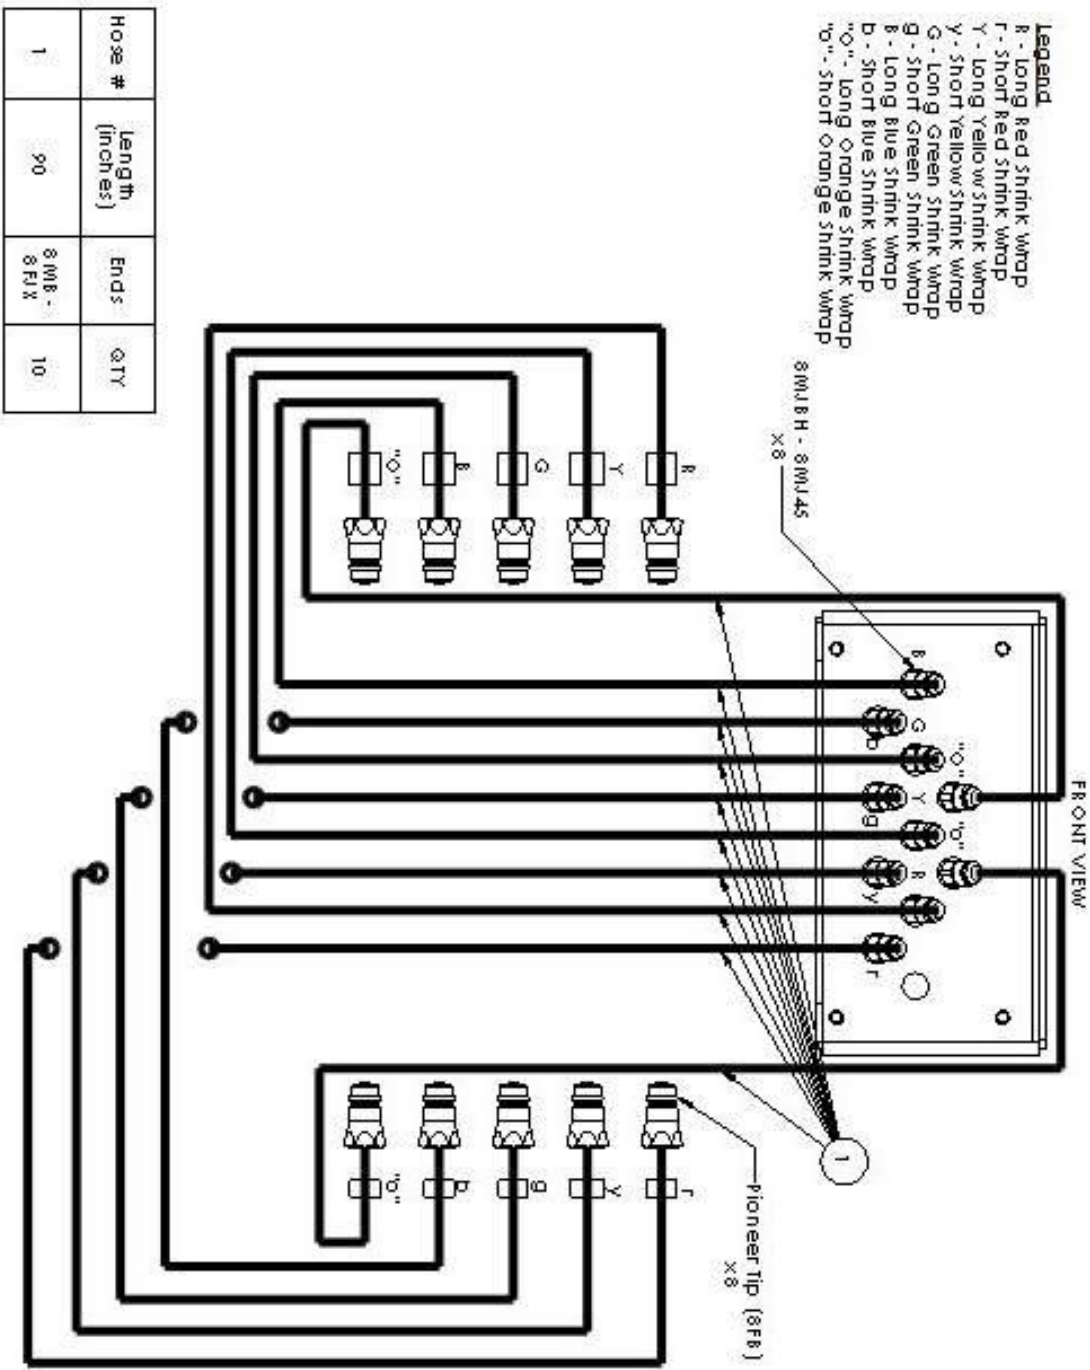 FRONT VIEW
Legend
R - Long Red Shrink Wrap
r - Short Red Shrink Wrap
Y - Long Yellow Shrink Wrap
y - Short Yellow Shrink Wrap
G - Long Green Shrink Wrap
g - Short Green Shrink Wrap
B - Long Blue Shrink Wrap
b - Short Blue Shrink Wrap
"O" - Long Orange Shrink Wrap
"o" - Short Orange Shrink Wrap
8MJBH - 8MJ45
X8
B
G
"O"
b
Y
"o"
g
R
y
r
1
R
Y
G
B
"O"
r
y
g
b
"o"
Pioneer Tip (8FB)
X8
Hose # Length (inches) Ends QTY
1 90 8MB - 8FJX 10